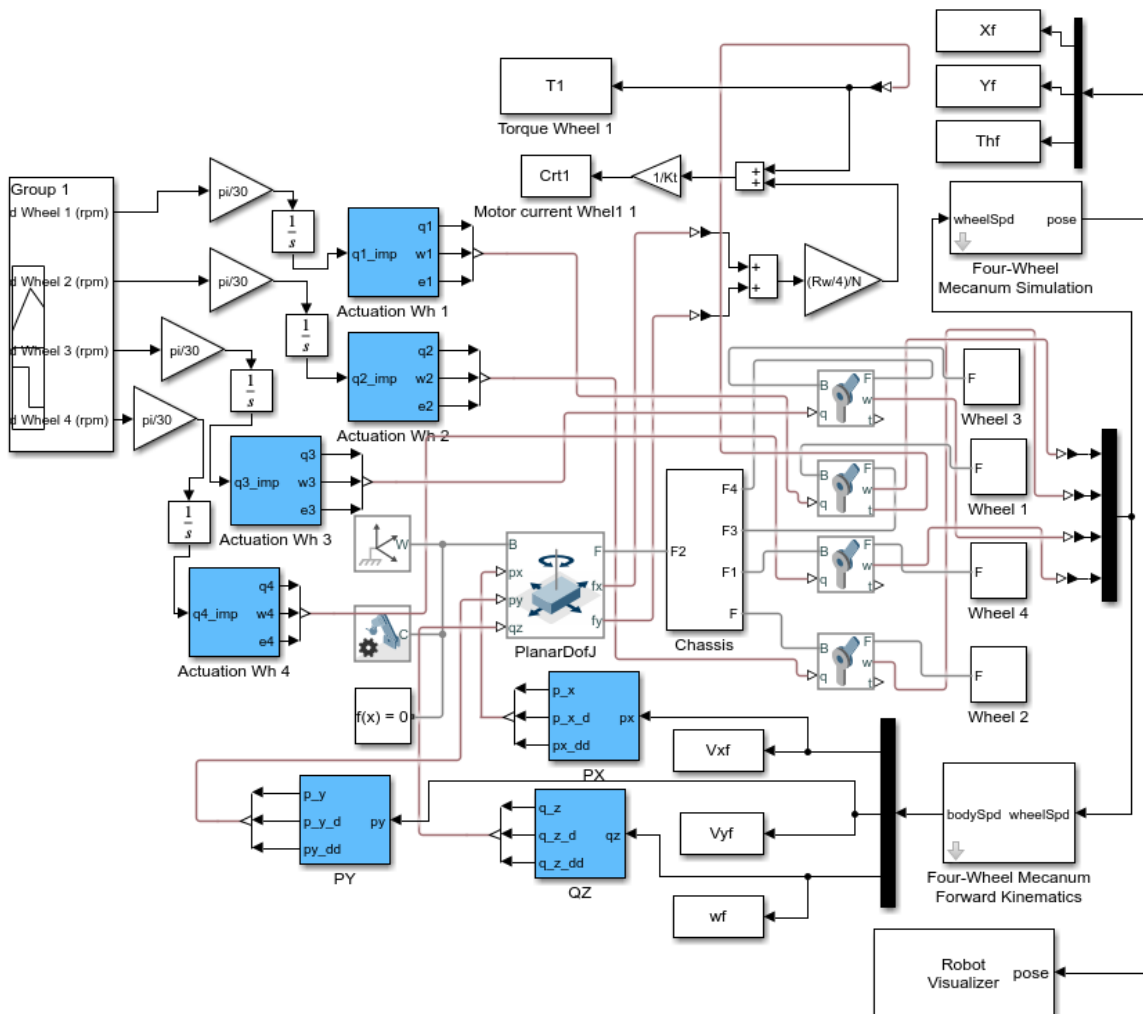 Xf
Yf
Thf
T1
Torque Wheel 1
Crt1
1/Kt
+
+
Motor current Whel1 1
Group 1
d Wheel 1 (rpm)
d Wheel 2 (rpm)
d Wheel 3 (rpm)
d Wheel 4 (rpm)
pi/30
pi/30
pi/30
pi/30
1
s
1
s
1
s
1
s
q1_imp
q1
w1
e1
Actuation Wh 1
q2_imp
q2
w2
e2
Actuation Wh 2
q3_imp
q3
w3
e3
Actuation Wh 3
q4_imp
q4
w4
e4
Actuation Wh 4
+
+
(Rw/4)/N
wheelSpd
pose
Four-Wheel
Mecanum Simulation
B
q
F
w
t
F
Wheel 3
B
q
F
w
t
F
Wheel 1
B
q
F
w
t
F
Wheel 4
B
q
F
w
t
F
Wheel 2
W
C
f(x) = 0
B
px
py
qz
F
fx
fy
PlanarDofJ
F2
F4
F3
F1
F
Chassis
p_x
p_x_d
px_dd
px
PX
p_y
p_y_d
py_dd
py
PY
q_z
q_z_d
q_z_dd
qz
QZ
Vxf
Vyf
wf
bodySpd
wheelSpd
Four-Wheel Mecanum
Forward Kinematics
Robot
Visualizer
pose